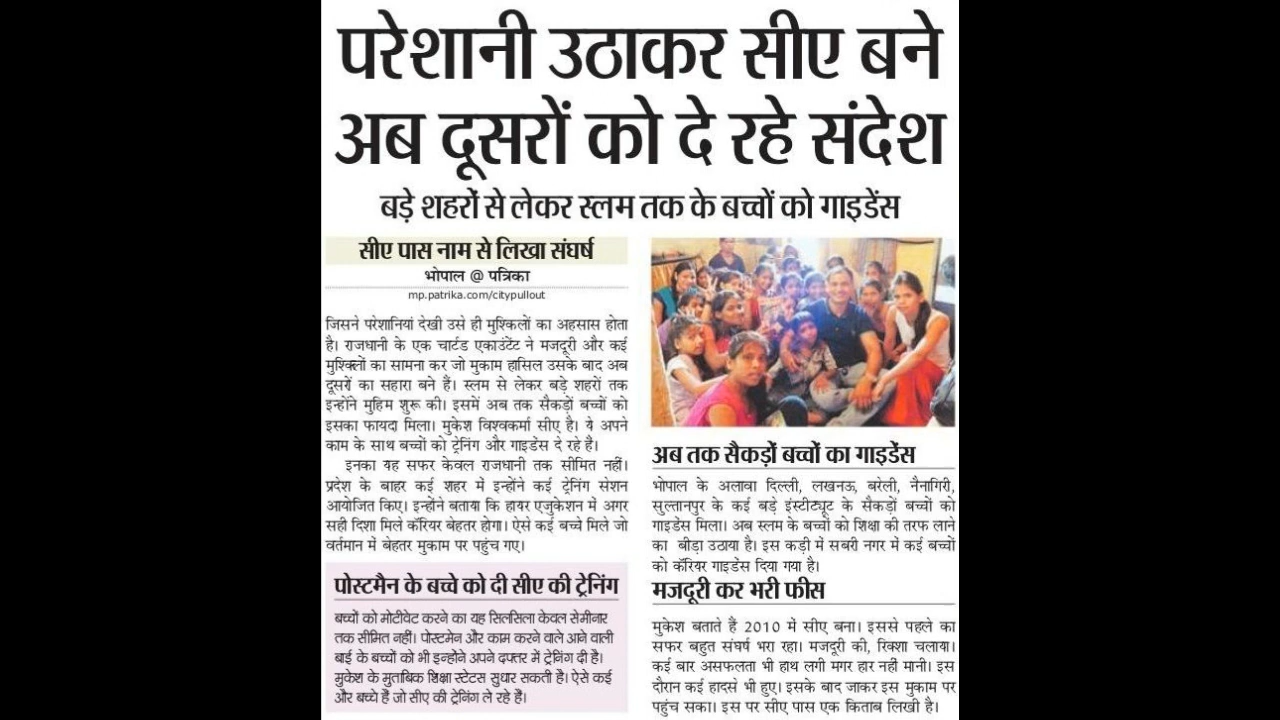 परेशानी उठाकर सीए बने
अब दूसरों को दे रहे संदेश
बड़े शहरों से लेकर स्लम तक के बच्चों को गाइडेंस
सीए पास नाम से लिखा संघर्ष
भोपाल @ पत्रिका
mp.patrika.com/citypullout
जिसने परेशानियां देखी उसे ही मुश्किलों का अहसास होता
है। राजधानी के एक चार्टड एकाउंटेंट ने मजदूरी और कई
मुश्किलों का सामना कर जो मुकाम हासिल उसके बाद अब
दूसरों का सहारा बने हैं। स्लम से लेकर बड़े शहरों तक
इन्होंने मुहिम शुरू की। इसमें अब तक सैकड़ों बच्चों को
इसका फायदा मिला। मुकेश विश्वकर्मा सीए है। ये अपने
काम के साथ बच्चों को ट्रेनिंग और गाइडेंस दे रहे है।
इनका यह सफर केवल राजधानी तक सीमित नहीं।
प्रदेश के बाहर कई शहर में इन्होंने कई ट्रेनिंग सेशन
आयोजित किए। इन्होंने बताया कि हायर एजुकेशन में अगर
सही दिशा मिले कॅरियर बेहतर होगा। ऐसे कई बच्चे मिले जो
वर्तमान में बेहतर मुकाम पर पहुंच गए।
पोस्टमैन के बच्चे को दी सीए की ट्रेनिंग
बच्चों को मोटीवेट करने का यह सिलसिला केवल सेमीनार
तक सीमित नहीं। पोस्टमेन और काम करने वाले आने वाली
बाई के बच्चों को भी इन्होंने अपने दफ्तर में ट्रेनिंग दी है।
मुकेश के मुताबिक शिक्षा स्टेटस सुधार सकती है। ऐसे कई
और बच्चे हैं जो सीए की ट्रेनिंग ले रहे हैं।
अब तक सैकड़ों बच्चों का गाइडेंस
भोपाल के अलावा दिल्ली, लखनऊ, बरेली, नैनागिरी,
सुल्तानपुर के कई बड़े इंस्टीट्यूट के सैकड़ों बच्चों को
गाइडेंस मिला। अब स्लम के बच्चों को शिक्षा की तरफ लाने
का बीड़ा उठाया है। इस कड़ी में सबरी नगर में कई बच्चों
को कॅरियर गाइडेंस दिया गया है।
मजदूरी कर भरी फीस
मुकेश बताते हैं 2010 में सीए बना। इससे पहले का
सफर बहुत संघर्ष भरा रहा। मजदूरी की, रिक्शा चलाया।
कई बार असफलता भी हाथ लगी मगर हार नहीं मानी। इस
दौरान कई हादसे भी हुए। इसके बाद जाकर इस मुकाम पर
पहुंच सका। इस पर सीए पास एक किताब लिखी है।